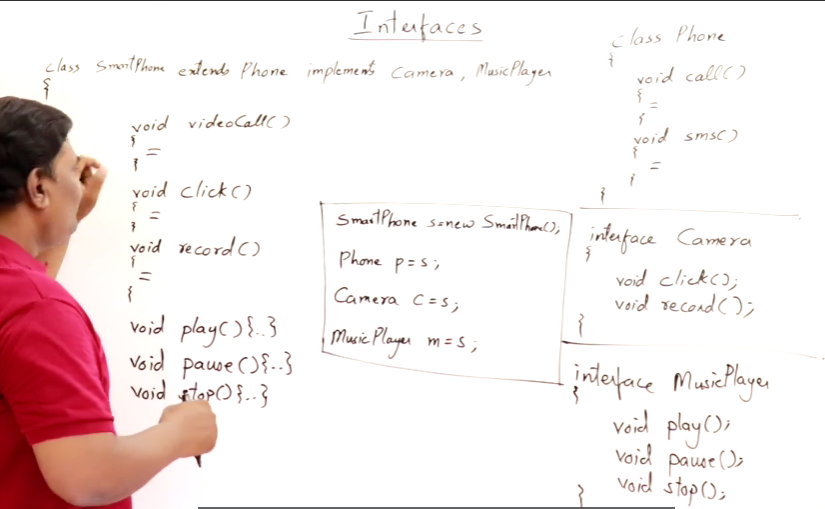 Interfaces
class SmartPhone extends Phone implements Camera, MusicPlayer
{
void videoCall()
{
=
}
void click()
{
=
}
void record()
{
=
}
void play(){..}
void pause(){..}
void stop(){..}
SmartPhone s=new SmartPhone();
Phone p=s;
Camera c=s;
MusicPlayer m=s;
class Phone
{
void call()
{
=
}
void sms()
{
=
}
}
interface Camera
{
void click();
void record();
}
interface MusicPlayer
{
void play();
void pause();
void stop();
}